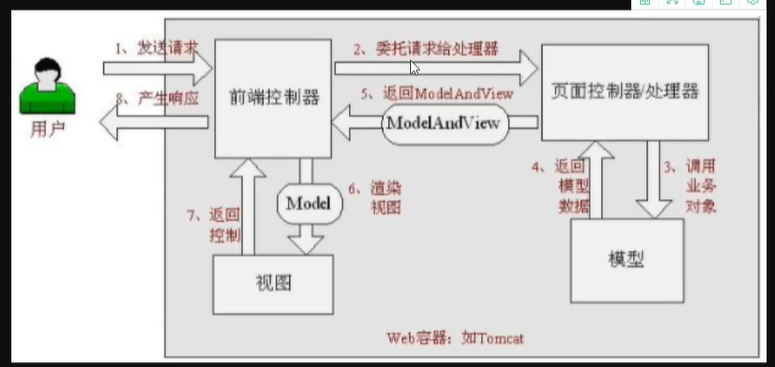 1、发送请求
8、产生响应
用户
前端控制器
2、委托请求给处理器
5、返回ModelAndView
ModelAndView
页面控制器/处理器
4、返回
模型
数据
3、调用
业务
对象
6、渲染
视图
Model
7、返回
控制
视图
模型
Web容器：如Tomcat